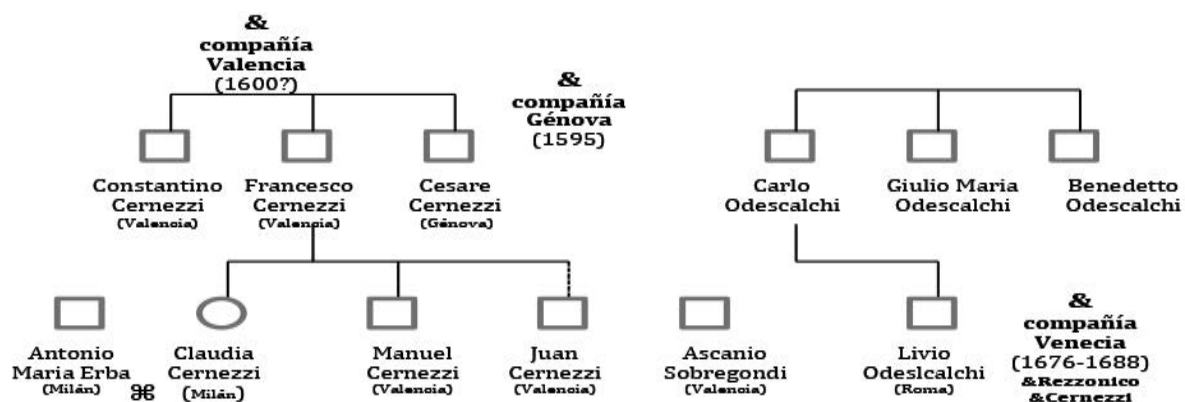 &
compañía
Valencia
(1600?)
&
compañía
Génova
(1595)
Constantino
Cernezzi
(Valencia)
Francesco
Cernezzi
(Valencia)
Cesare
Cernezzi
(Génova)
Carlo
Odescalchi
Giulio Maria
Odescalchi
Benedetto
Odescalchi
Antonio
Maria Erba
(Milán)
⌘
Claudia
Cernezzi
(Milán)
Manuel
Cernezzi
(Valencia)
Juan
Cernezzi
(Valencia)
Ascanio
Sobregondi
(Valencia)
Livio
Odeslcalchi
(Roma)
&
compañía
Venecia
(1676-1688)
&Rezzonico
&Cernezzi